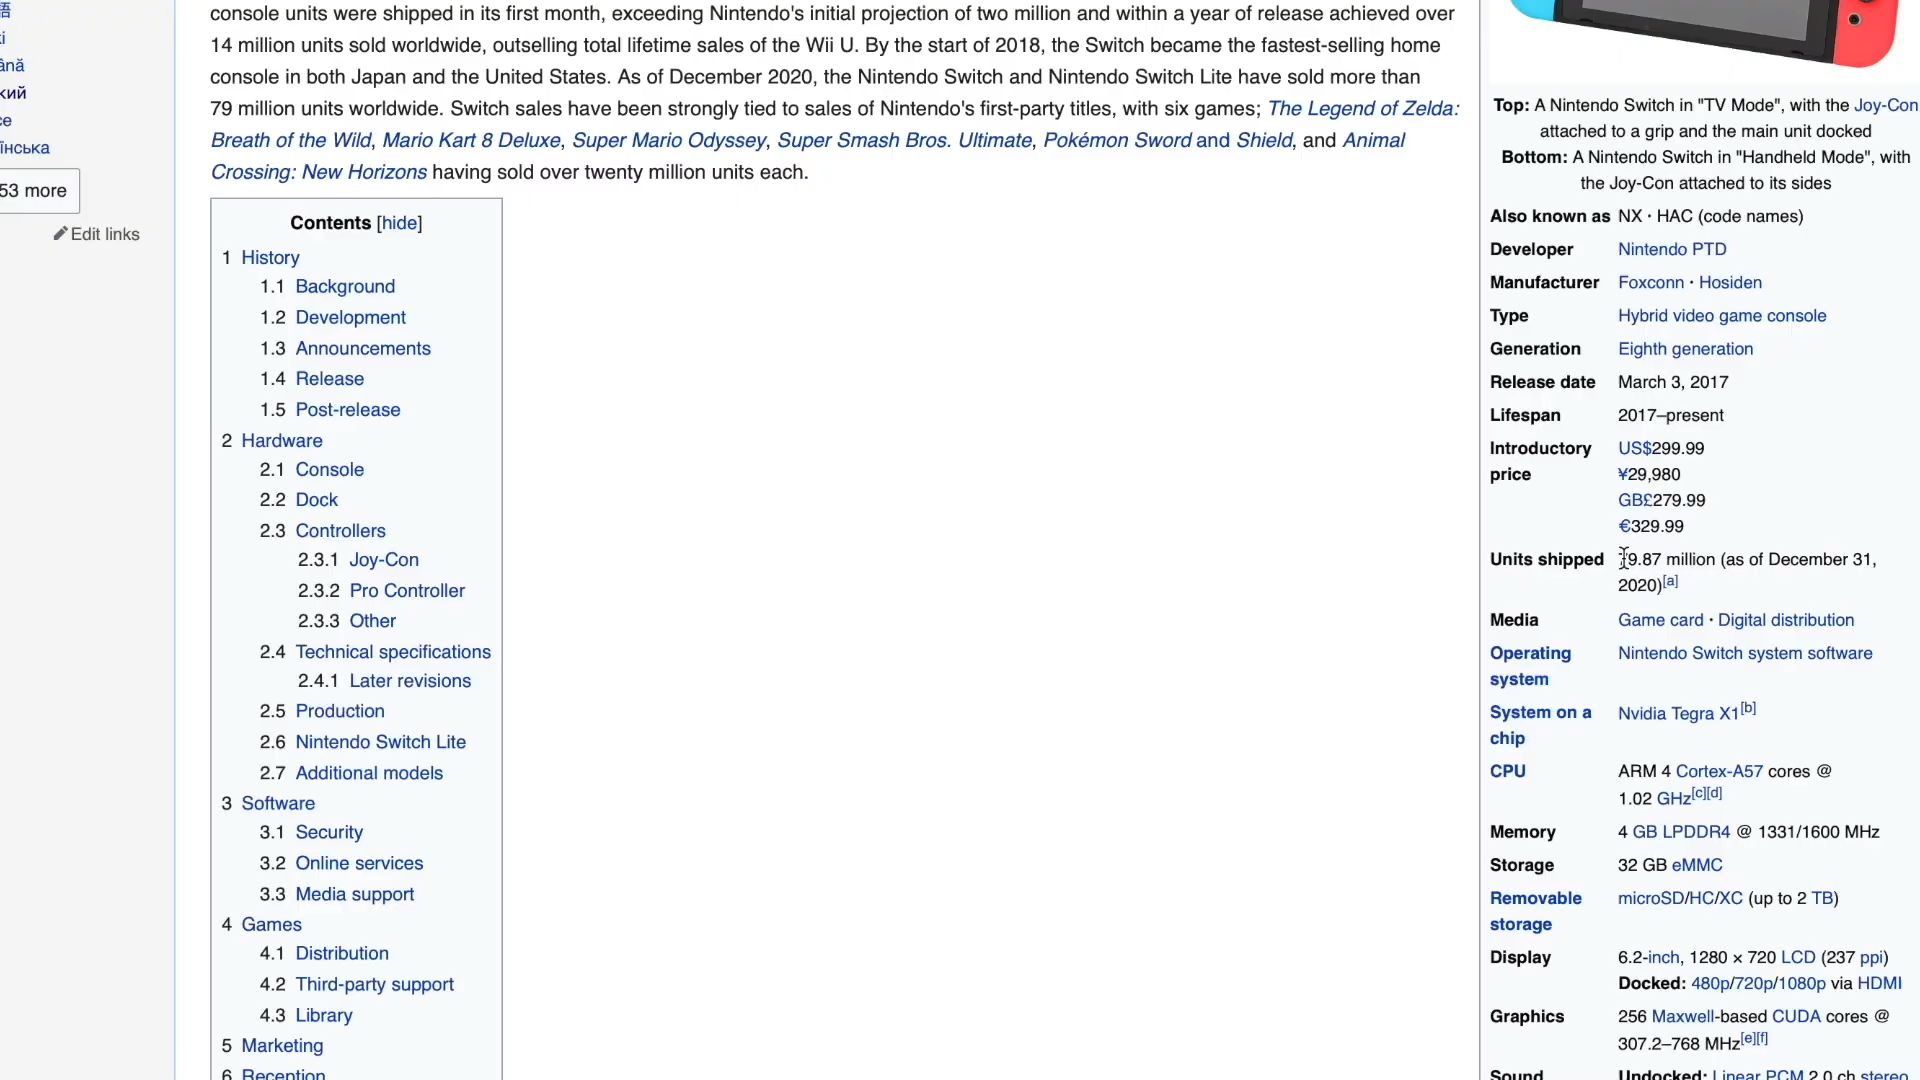 語
ki
ână
кий
ce
їнська
53 more
Edit links
console units were shipped in its first month, exceeding Nintendo's initial projection of two million and within a year of release achieved over
14 million units sold worldwide, outselling total lifetime sales of the Wii U. By the start of 2018, the Switch became the fastest-selling home
console in both Japan and the United States. As of December 2020, the Nintendo Switch and Nintendo Switch Lite have sold more than
79 million units worldwide. Switch sales have been strongly tied to sales of Nintendo's first-party titles, with six games; The Legend of Zelda:
Breath of the Wild, Mario Kart 8 Deluxe, Super Mario Odyssey, Super Smash Bros. Ultimate, Pokémon Sword and Shield, and Animal
Crossing: New Horizons having sold over twenty million units each.
Contents [hide]
1 History
1.1 Background
1.2 Development
1.3 Announcements
1.4 Release
1.5 Post-release
2 Hardware
2.1 Console
2.2 Dock
2.3 Controllers
2.3.1 Joy-Con
2.3.2 Pro Controller
2.3.3 Other
2.4 Technical specifications
2.4.1 Later revisions
2.5 Production
2.6 Nintendo Switch Lite
2.7 Additional models
3 Software
3.1 Security
3.2 Online services
3.3 Media support
4 Games
4.1 Distribution
4.2 Third-party support
4.3 Library
5 Marketing
6 Reception
Top: A Nintendo Switch in "TV Mode", with the Joy-Con
attached to a grip and the main unit docked
Bottom: A Nintendo Switch in "Handheld Mode", with
the Joy-Con attached to its sides
Also known as NX · HAC (code names)
Developer Nintendo PTD
Manufacturer Foxconn · Hosiden
Type Hybrid video game console
Generation Eighth generation
Release date March 3, 2017
Lifespan 2017–present
Introductory US$299.99
price ¥29,980
GB£279.99
€329.99
Units shipped 79.87 million (as of December 31,
2020)[a]
Media Game card · Digital distribution
Operating Nintendo Switch system software
system
System on a Nvidia Tegra X1[b]
chip
CPU ARM 4 Cortex-A57 cores @
1.02 GHz[c][d]
Memory 4 GB LPDDR4 @ 1331/1600 MHz
Storage 32 GB eMMC
Removable microSD/HC/XC (up to 2 TB)
storage
Display 6.2-inch, 1280 × 720 LCD (237 ppi)
Docked: 480p/720p/1080p via HDMI
Graphics 256 Maxwell-based CUDA cores @
307.2–768 MHz[e][f]
Sound Undocked: Linear PCM 2.0 ch stereo